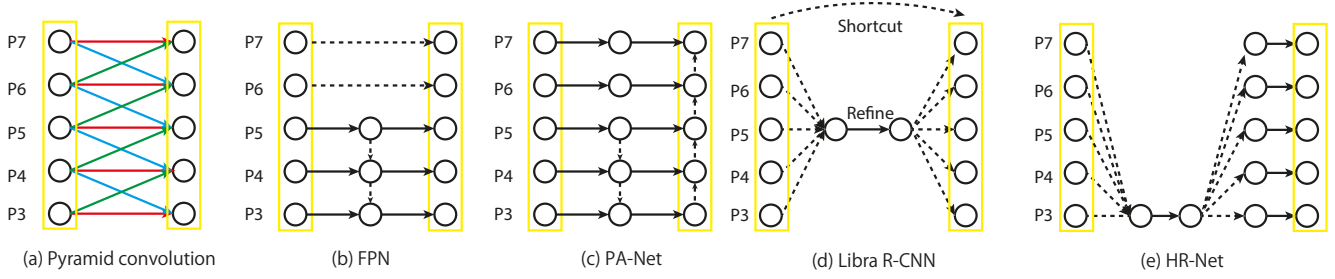 P7
P6
P5
P4
P3
(a) Pyramid convolution
P7
P6
P5
P4
P3
(b) FPN
P7
P6
P5
P4
P3
(c) PA-Net
Shortcut
P7
P6
P5
P4
P3
Refine
(d) Libra R-CNN
P7
P6
P5
P4
P3
(e) HR-Net